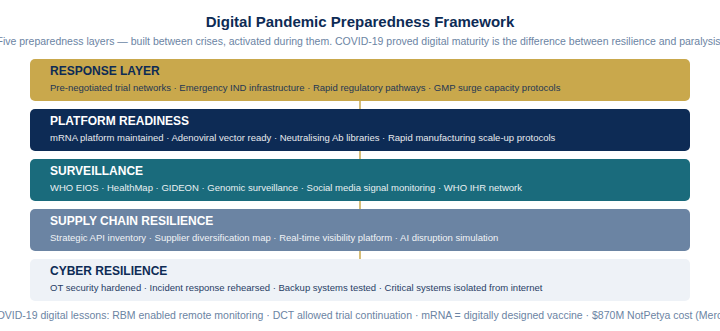 Digital Pandemic Preparedness Framework
Five preparedness layers — built between crises, activated during them. COVID-19 proved digital maturity is the difference between resilience and paralysis
RESPONSE LAYER
Pre-negotiated trial networks · Emergency IND infrastructure · Rapid regulatory pathways · GMP surge capacity protocols
PLATFORM READINESS
mRNA platform maintained · Adenoviral vector ready · Neutralising Ab libraries · Rapid manufacturing scale-up protocols
SURVEILLANCE
WHO EIOS · HealthMap · GIDEON · Genomic surveillance · Social media signal monitoring · WHO IHR network
SUPPLY CHAIN RESILIENCE
Strategic API inventory · Supplier diversification map · Real-time visibility platform · AI disruption simulation
CYBER RESILIENCE
OT security hardened · Incident response rehearsed · Backup systems tested · Critical systems isolated from internet
OVID-19 digital lessons: RBM enabled remote monitoring · DCT allowed trial continuation · mRNA = digitally designed vaccine · $870M NotPetya cost (Merc